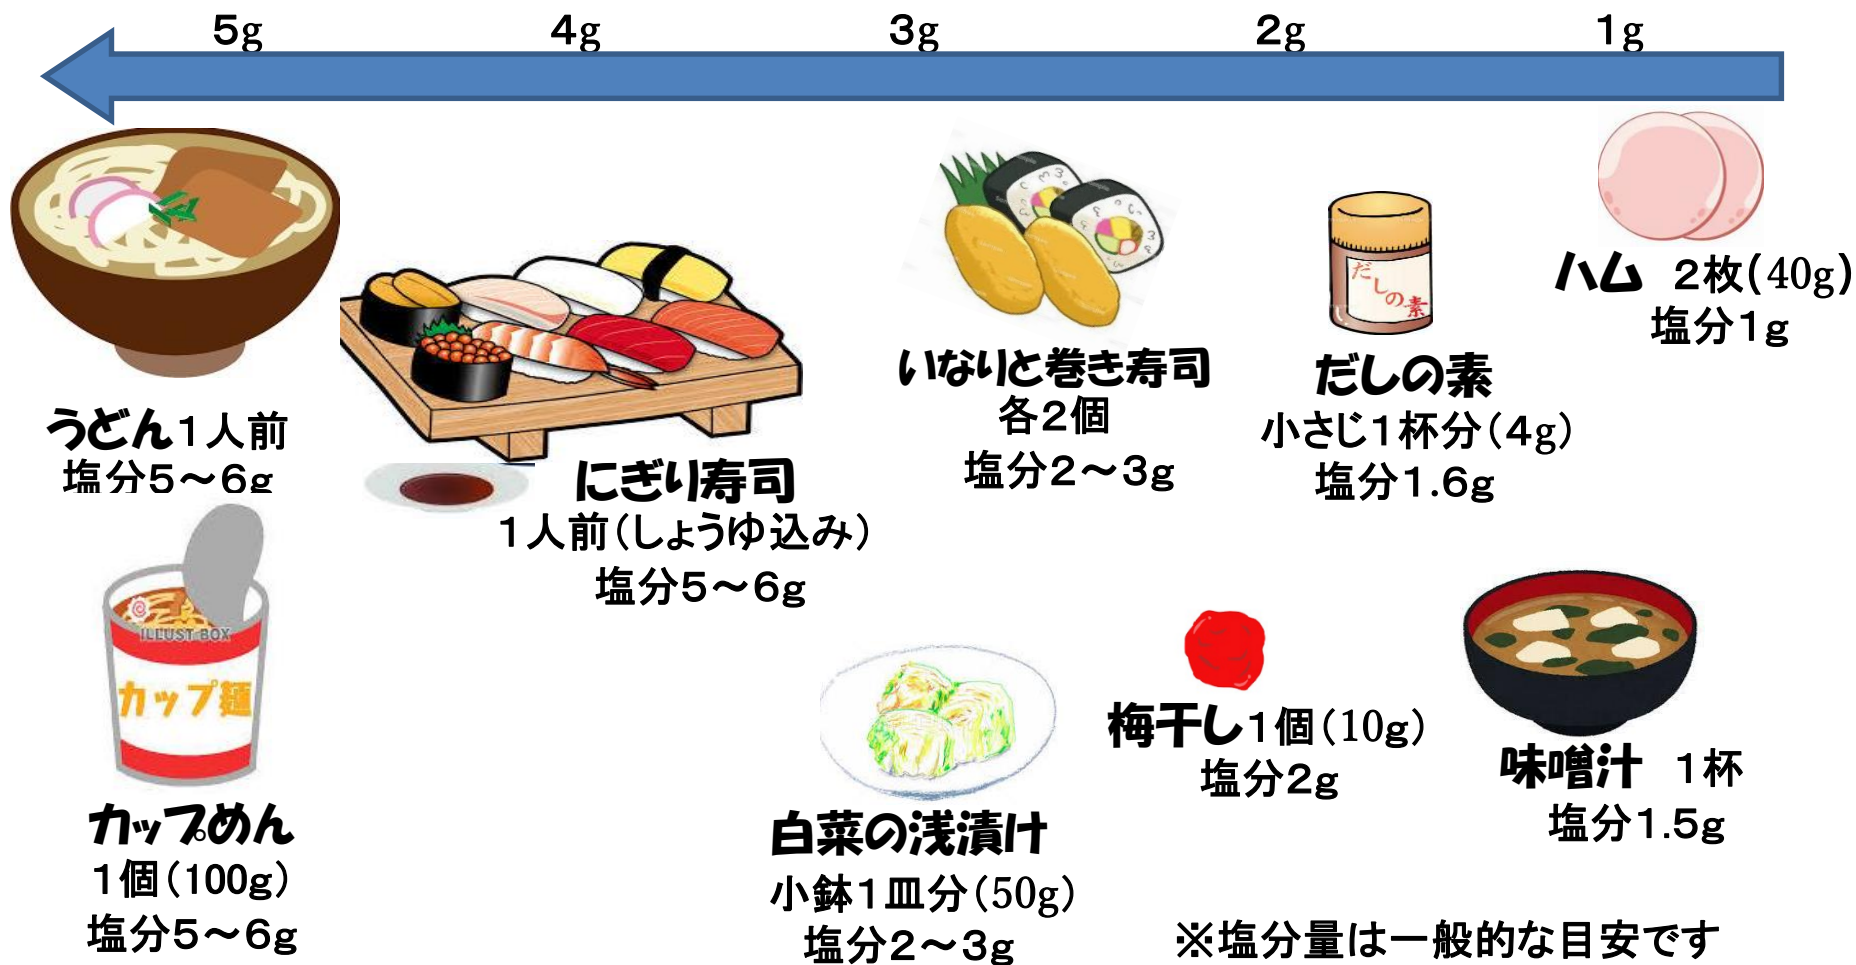 5g 4g 3g 2g 1g
うどん1人前
塩分5～6g
にぎり寿司
1人前(しょうゆ込み)
塩分5～6g
いなりと巻き寿司
各2個
塩分2～3g
だしの素
だしの素
小さじ1杯分(4g)
塩分1.6g
ハム 2枚(40g)
塩分1g
ILLUST BOX
カップ麺
カップめん
1個(100g)
塩分5～6g
白菜の浅漬け
小鉢1皿分(50g)
塩分2～3g
梅干し1個(10g)
塩分2g
味噌汁 1杯
塩分1.5g
※塩分量は一般的な目安です